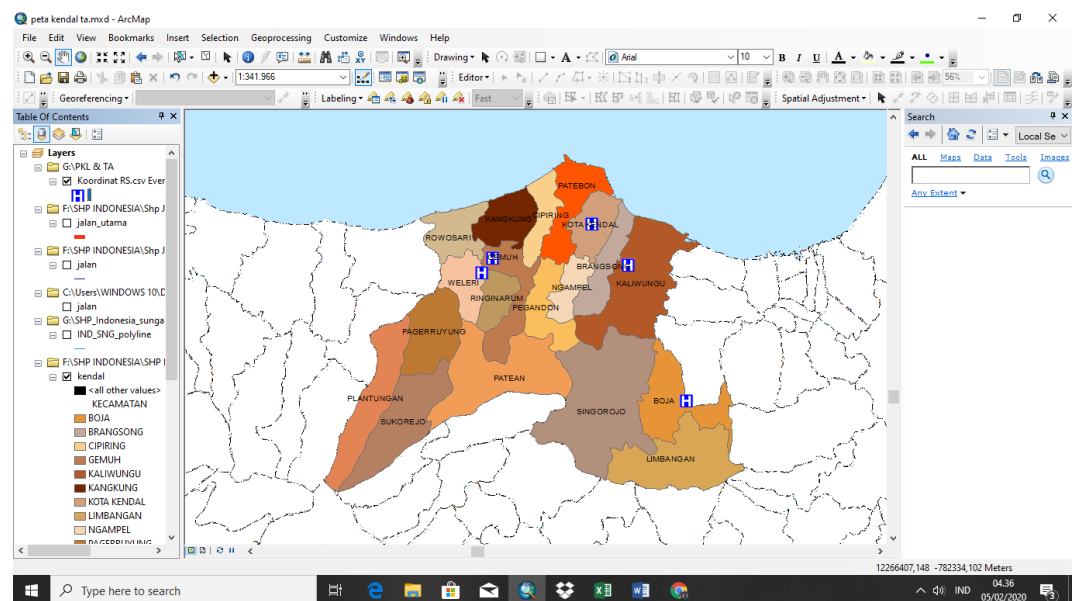 peta kendal ta.mxd - ArcMap
File Edit View Bookmarks Insert Selection Geoprocessing Customize Windows Help
Drawing Arial 10 B I U A
1:341.966 Editor 56%
Georeferencing Labeling Fast Spatial Adjustment
Table Of Contents
Layers
G:\PKL & TA
Koordinat RS.csv Ever
F:\SHP INDONESIA\Shp J
jalan_utama
F:\SHP INDONESIA\Shp J
jalan
C:\Users\WINDOWS 10\D
jalan
G:\SHP_Indonesia_sunga
IND_SNG_polyline
F:\SHP INDONESIA\SHP I
kendal
<all other values>
KECAMATAN
BOJA
BRANGSONG
CIPIRING
GEMUH
KALIWUNGU
KANGKUNG
KOTA KENDAL
LIMBANGAN
NGAMPEL
PAGERRUYUNG
PATEBON
KANGKUNG
CIPIRING
KOTA KENDAL
ROWOSARI
GEMUH
BRANGSONG
WELERI
NGAMPEL
KALIWUNGU
RINGINARUM
PEGANDON
PAGERRUYUNG
PATEAN
PLANTUNGAN
SUKOREJO
SINGOROJO
BOJA
LIMBANGAN
Search
Local Se
ALL Maps Data Tools Images
Any Extent
12266407,148 -782334,102 Meters
Type here to search
IND
04.36
05/02/2020